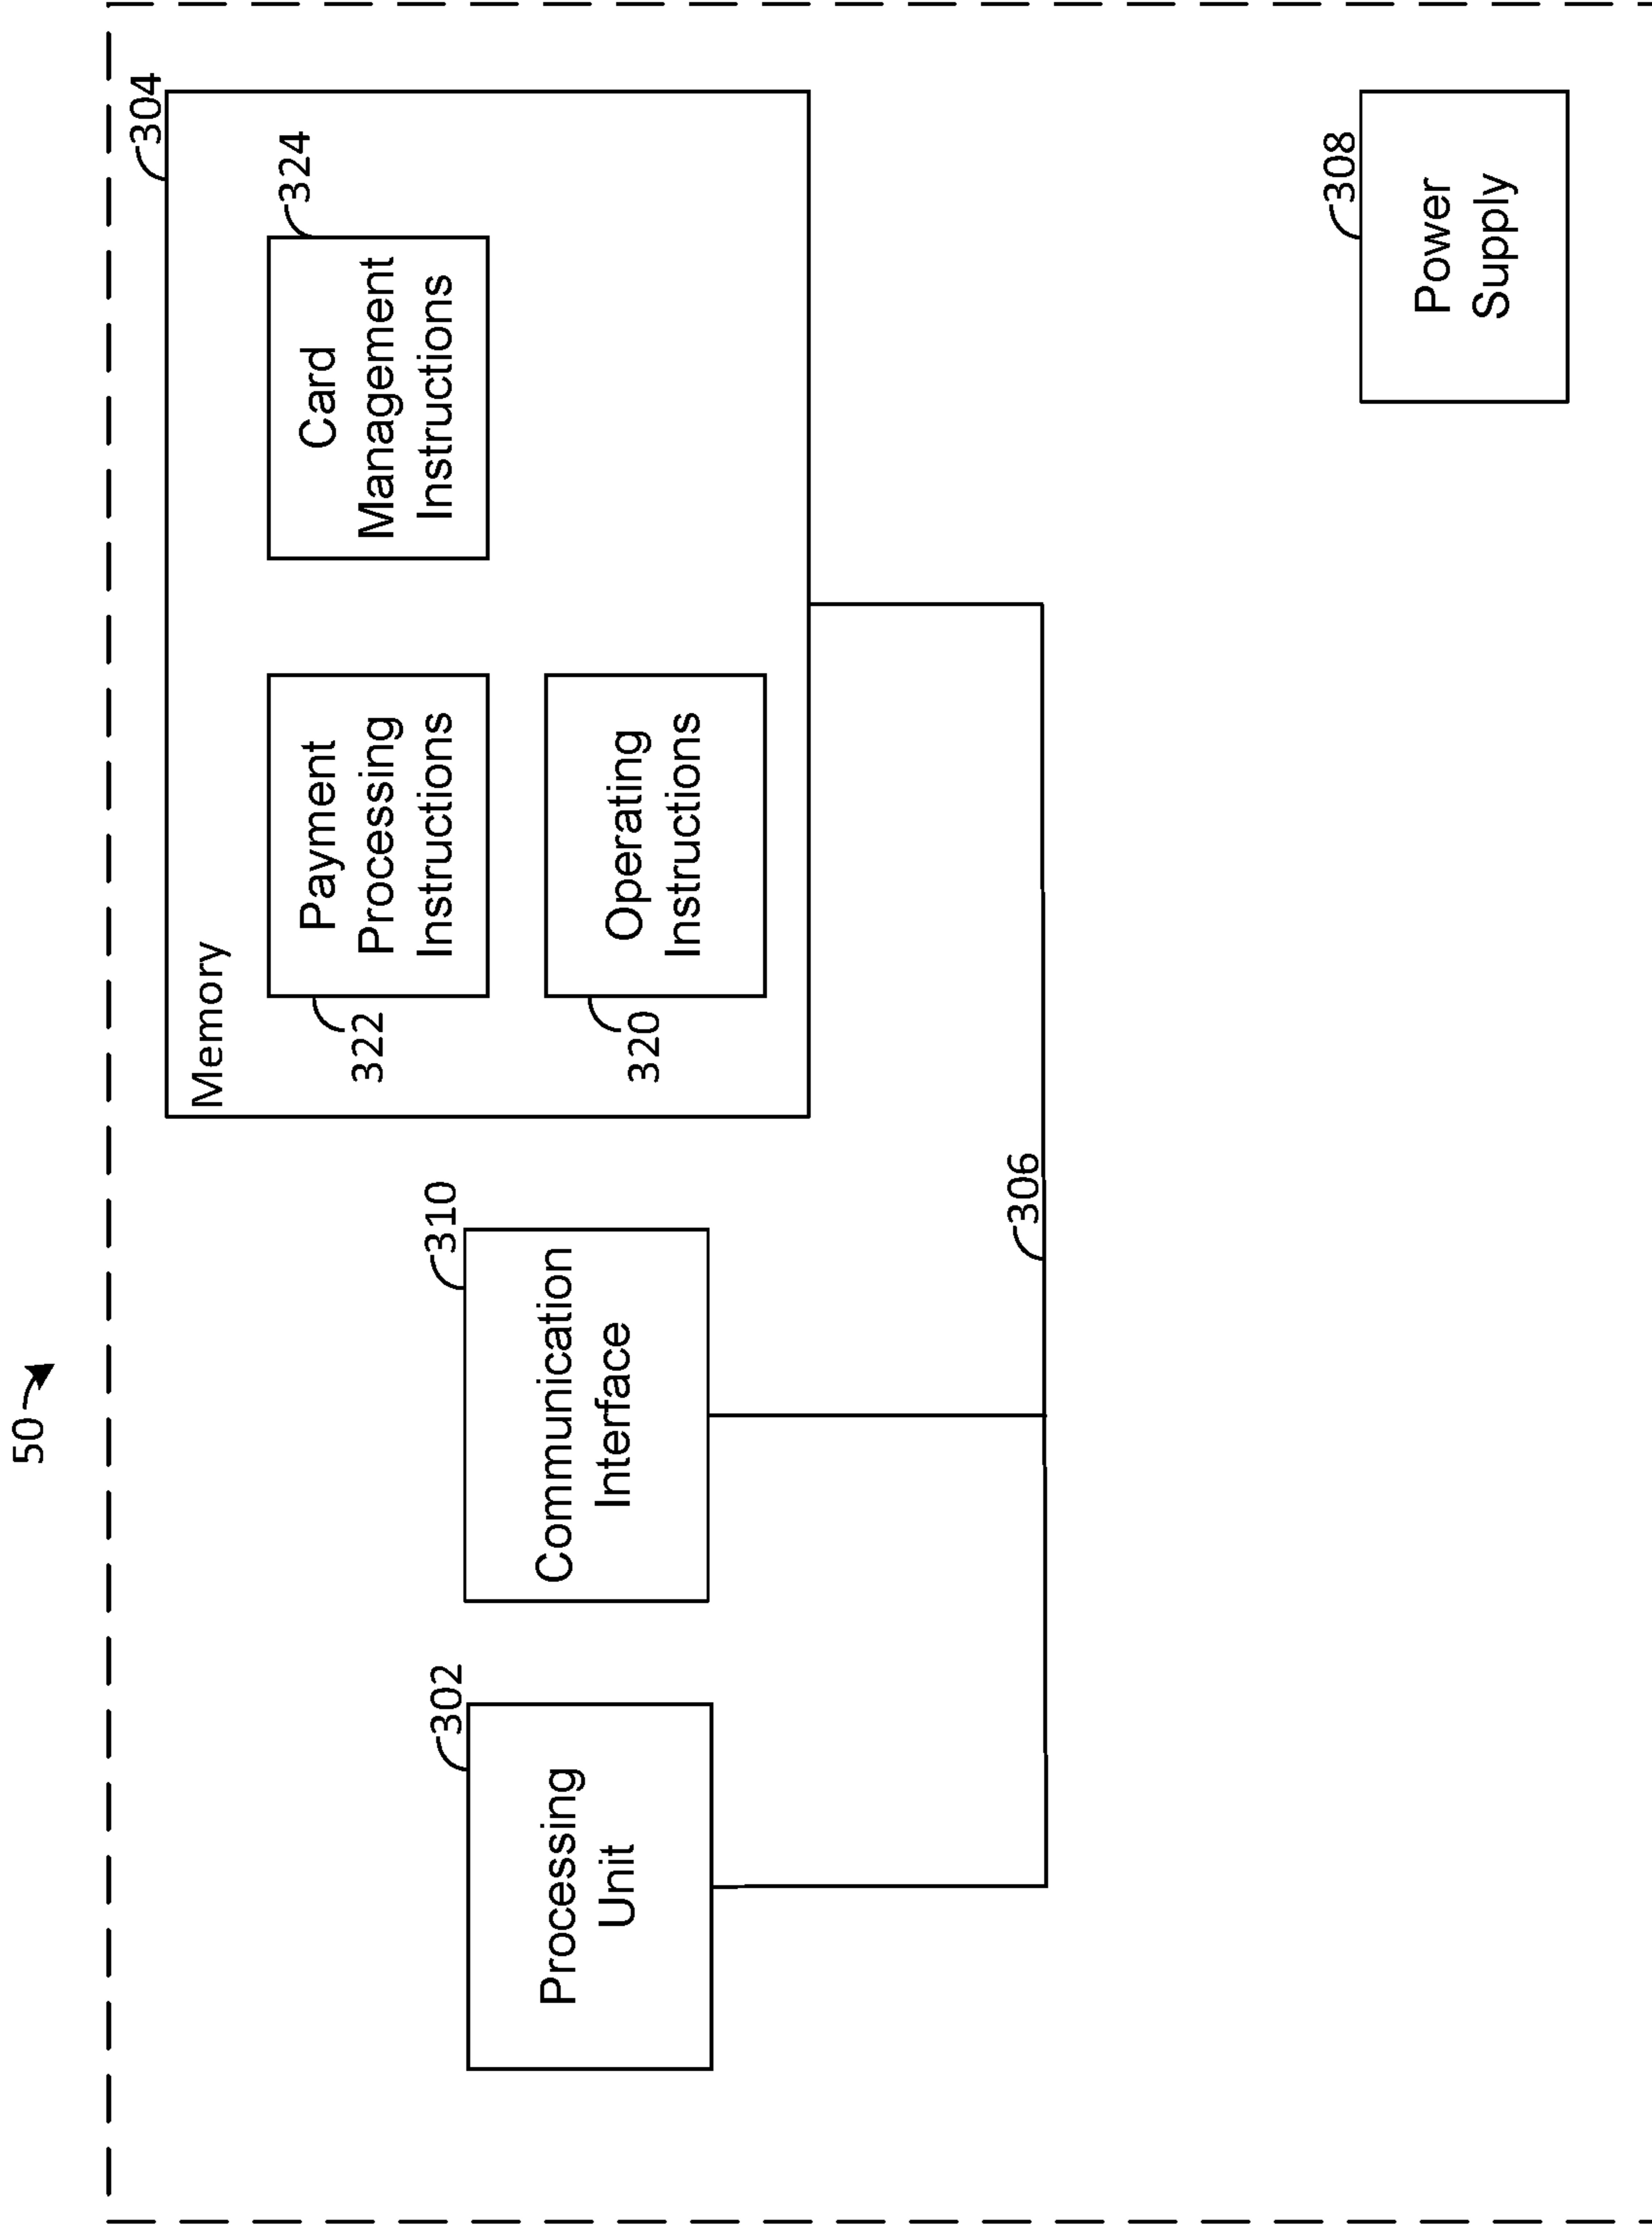 50
304
Memory
324
Card
Management
Instructions
Payment
Processing
Instructions
322
Operating
Instructions
320
310
Communication
Interface
302
Processing
Unit
306
308
Power
Supply